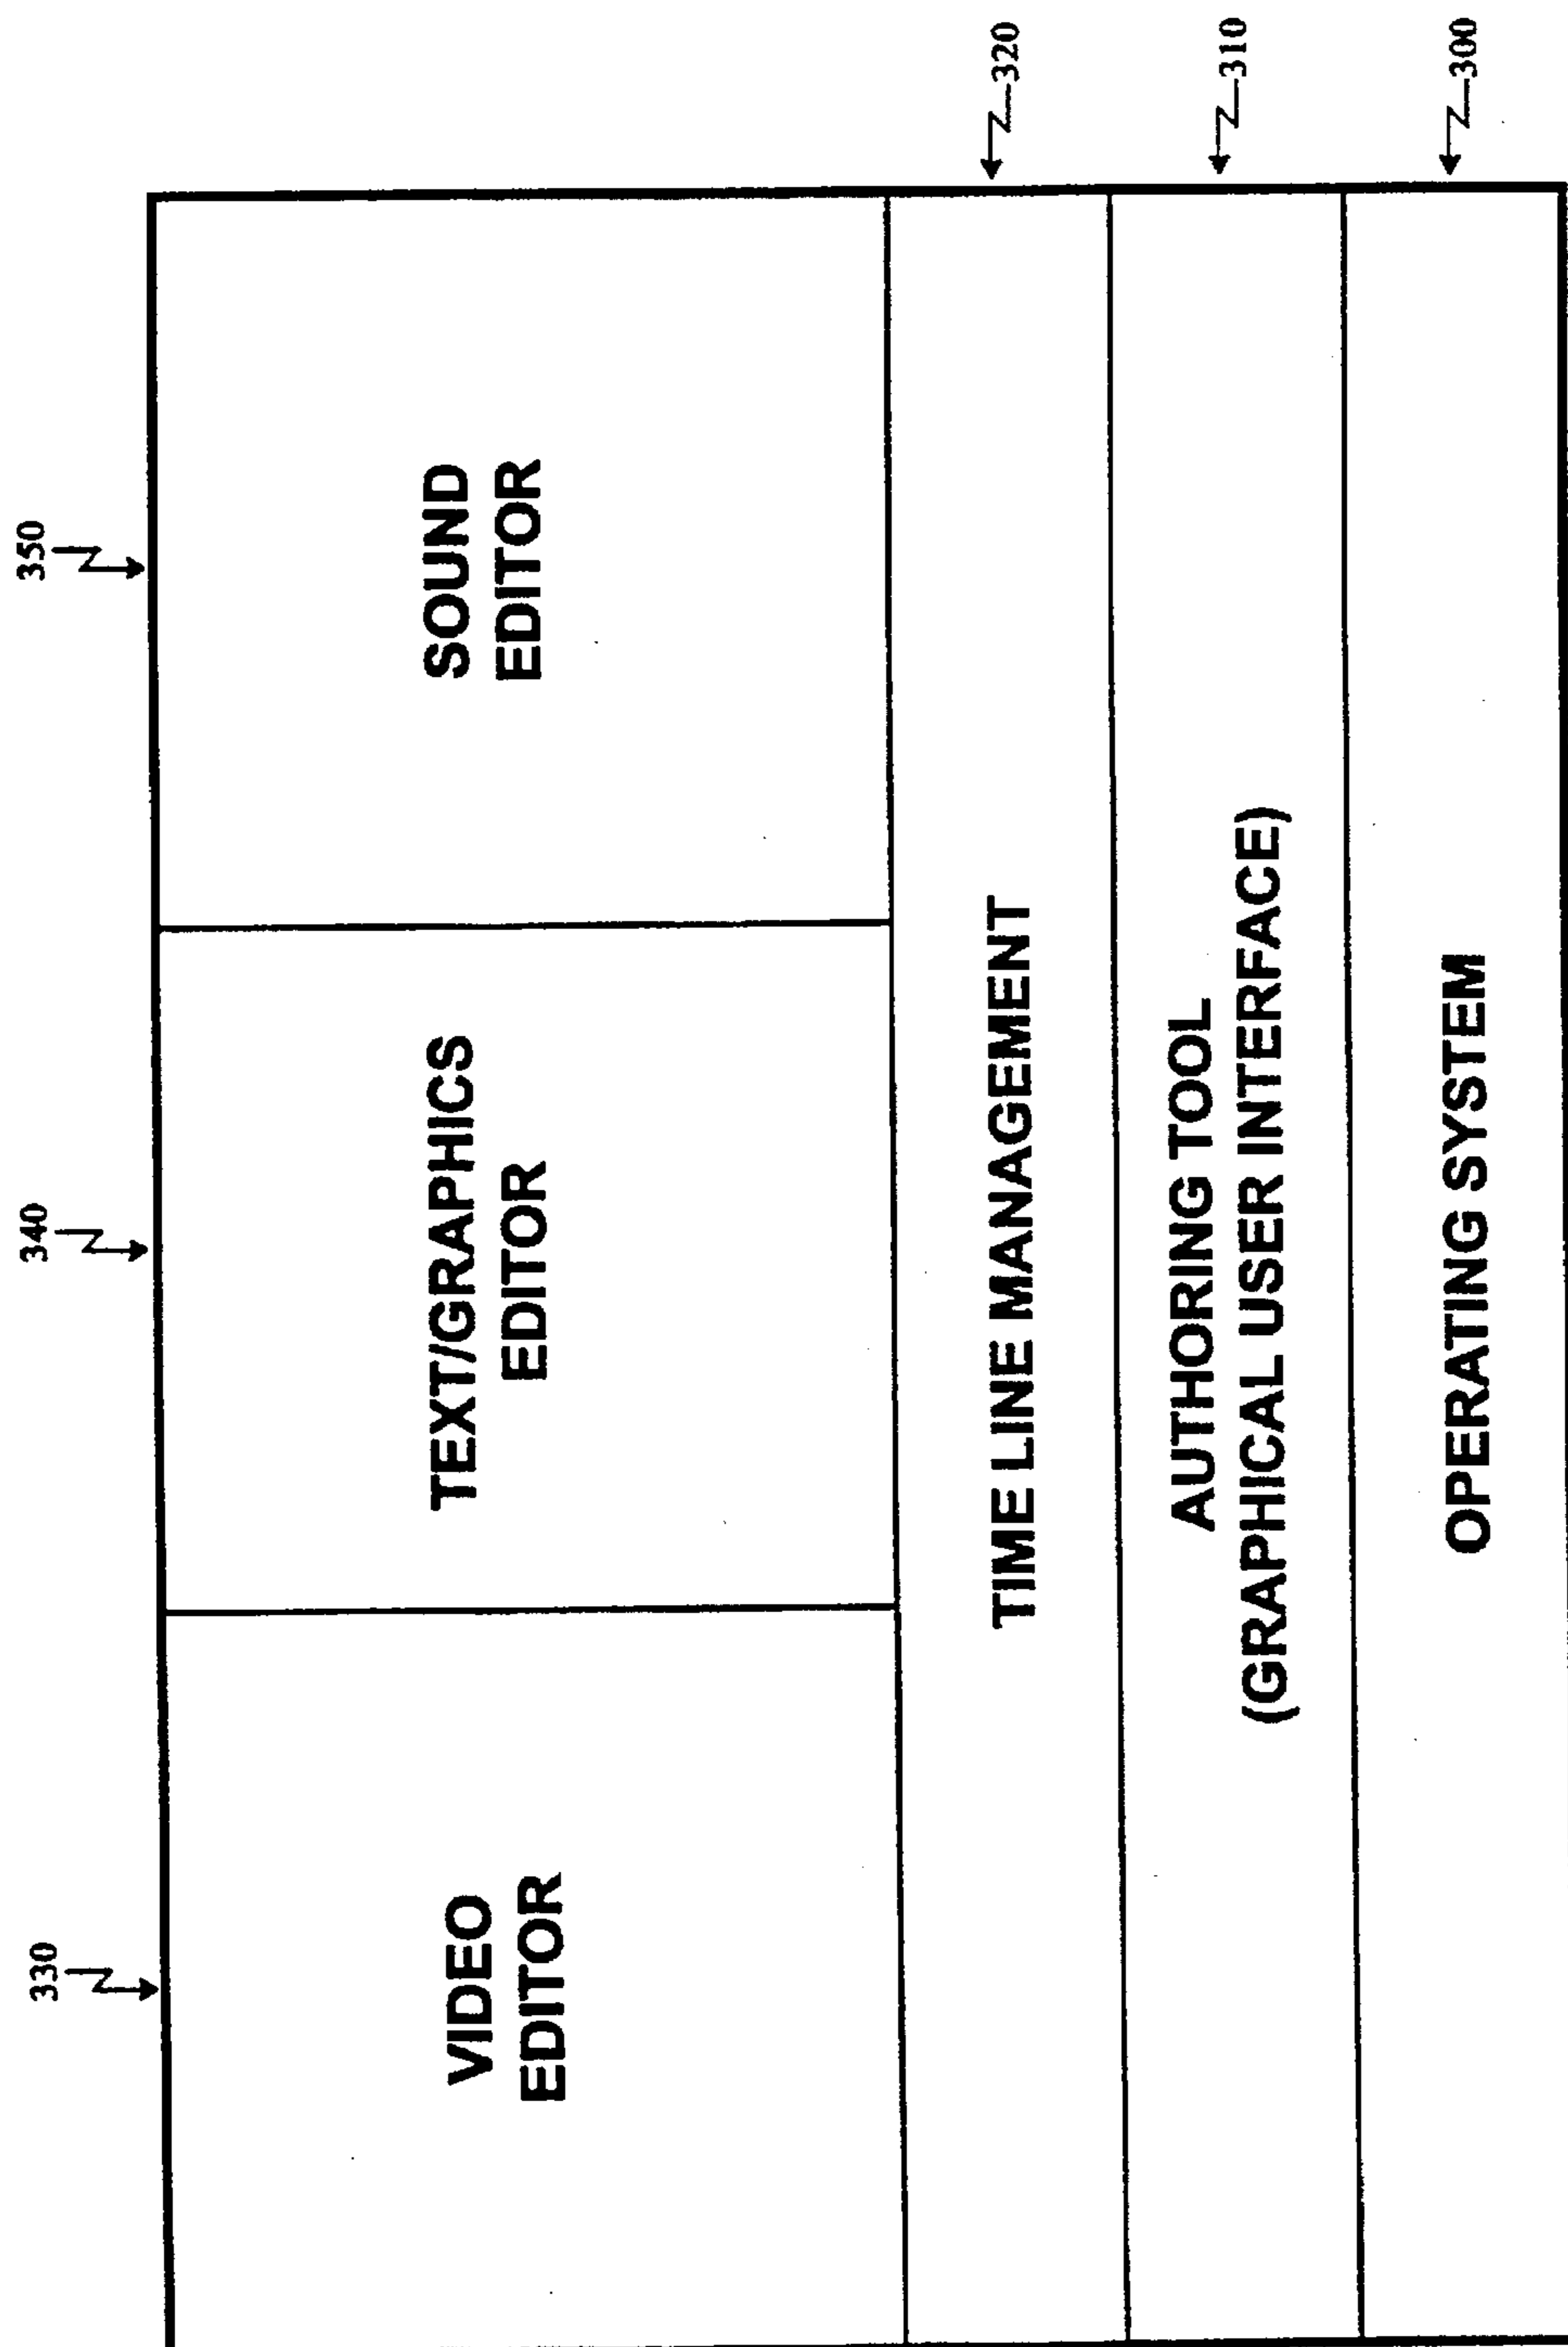 330
340
350
VIDEO
EDITOR
TEXT/GRAPHICS
EDITOR
SOUND
EDITOR
TIME LINE MANAGEMENT
320
AUTHORING TOOL
(GRAPHICAL USER INTERFACE)
310
OPERATING SYSTEM
300